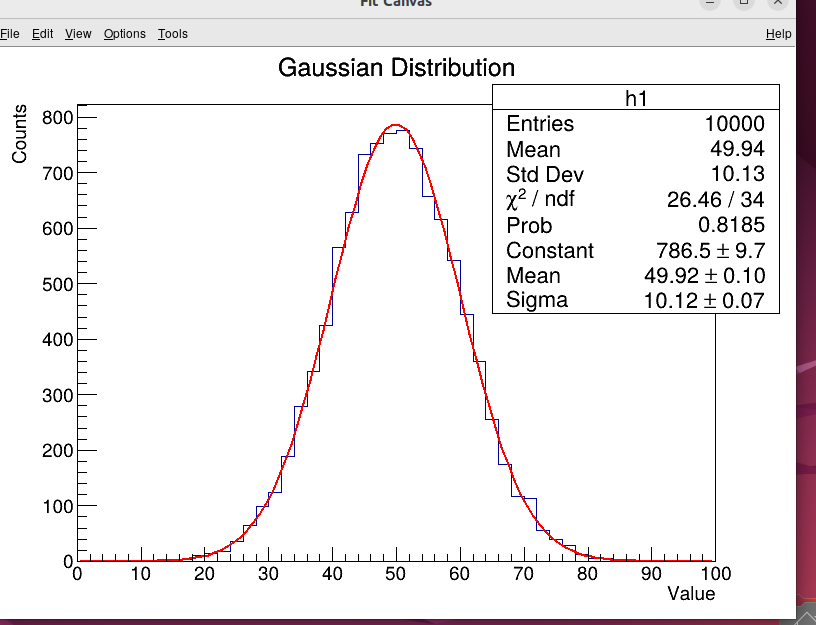 Fit Canvas
File Edit View Options Tools Help
Gaussian Distribution
h1
Entries 10000
Mean 49.94
Std Dev 10.13
χ² / ndf 26.46 / 34
Prob 0.8185
Constant 786.5 ± 9.7
Mean 49.92 ± 0.10
Sigma 10.12 ± 0.07
Counts
800
700
600
500
400
300
200
100
0
0 10 20 30 40 50 60 70 80 90 100
Value